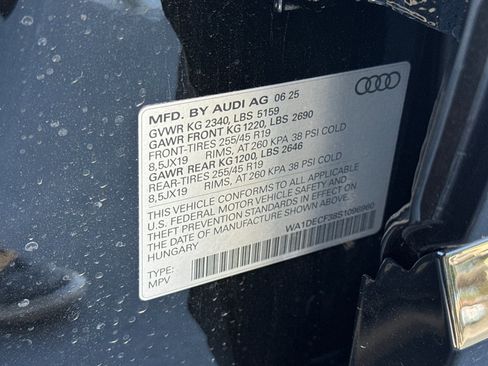 MFD. BY AUDI AG 06 25
GVWR KG 2340, LBS 5159
GAWR FRONT KG 1220, LBS 2690
FRONT-TIRES 255/45 R19
8,5JX19 RIMS, AT 260 KPA 38 PSI COLD
GAWR REAR KG1200, LBS 2646
REAR-TIRES 255/45 R19
8,5JX19 RIMS, AT 260 KPA 38 PSI COLD
THIS VEHICLE CONFORMS TO ALL APPLICABLE
U.S. FEDERAL MOTOR VEHICLE SAFETY AND
THEFT PREVENTION STANDARDS IN EFFECT ON
THE DATE OF MANUFACTURE SHOWN ABOVE
HUNGARY
WA1DECF38S1096960
TYPE:
MPV